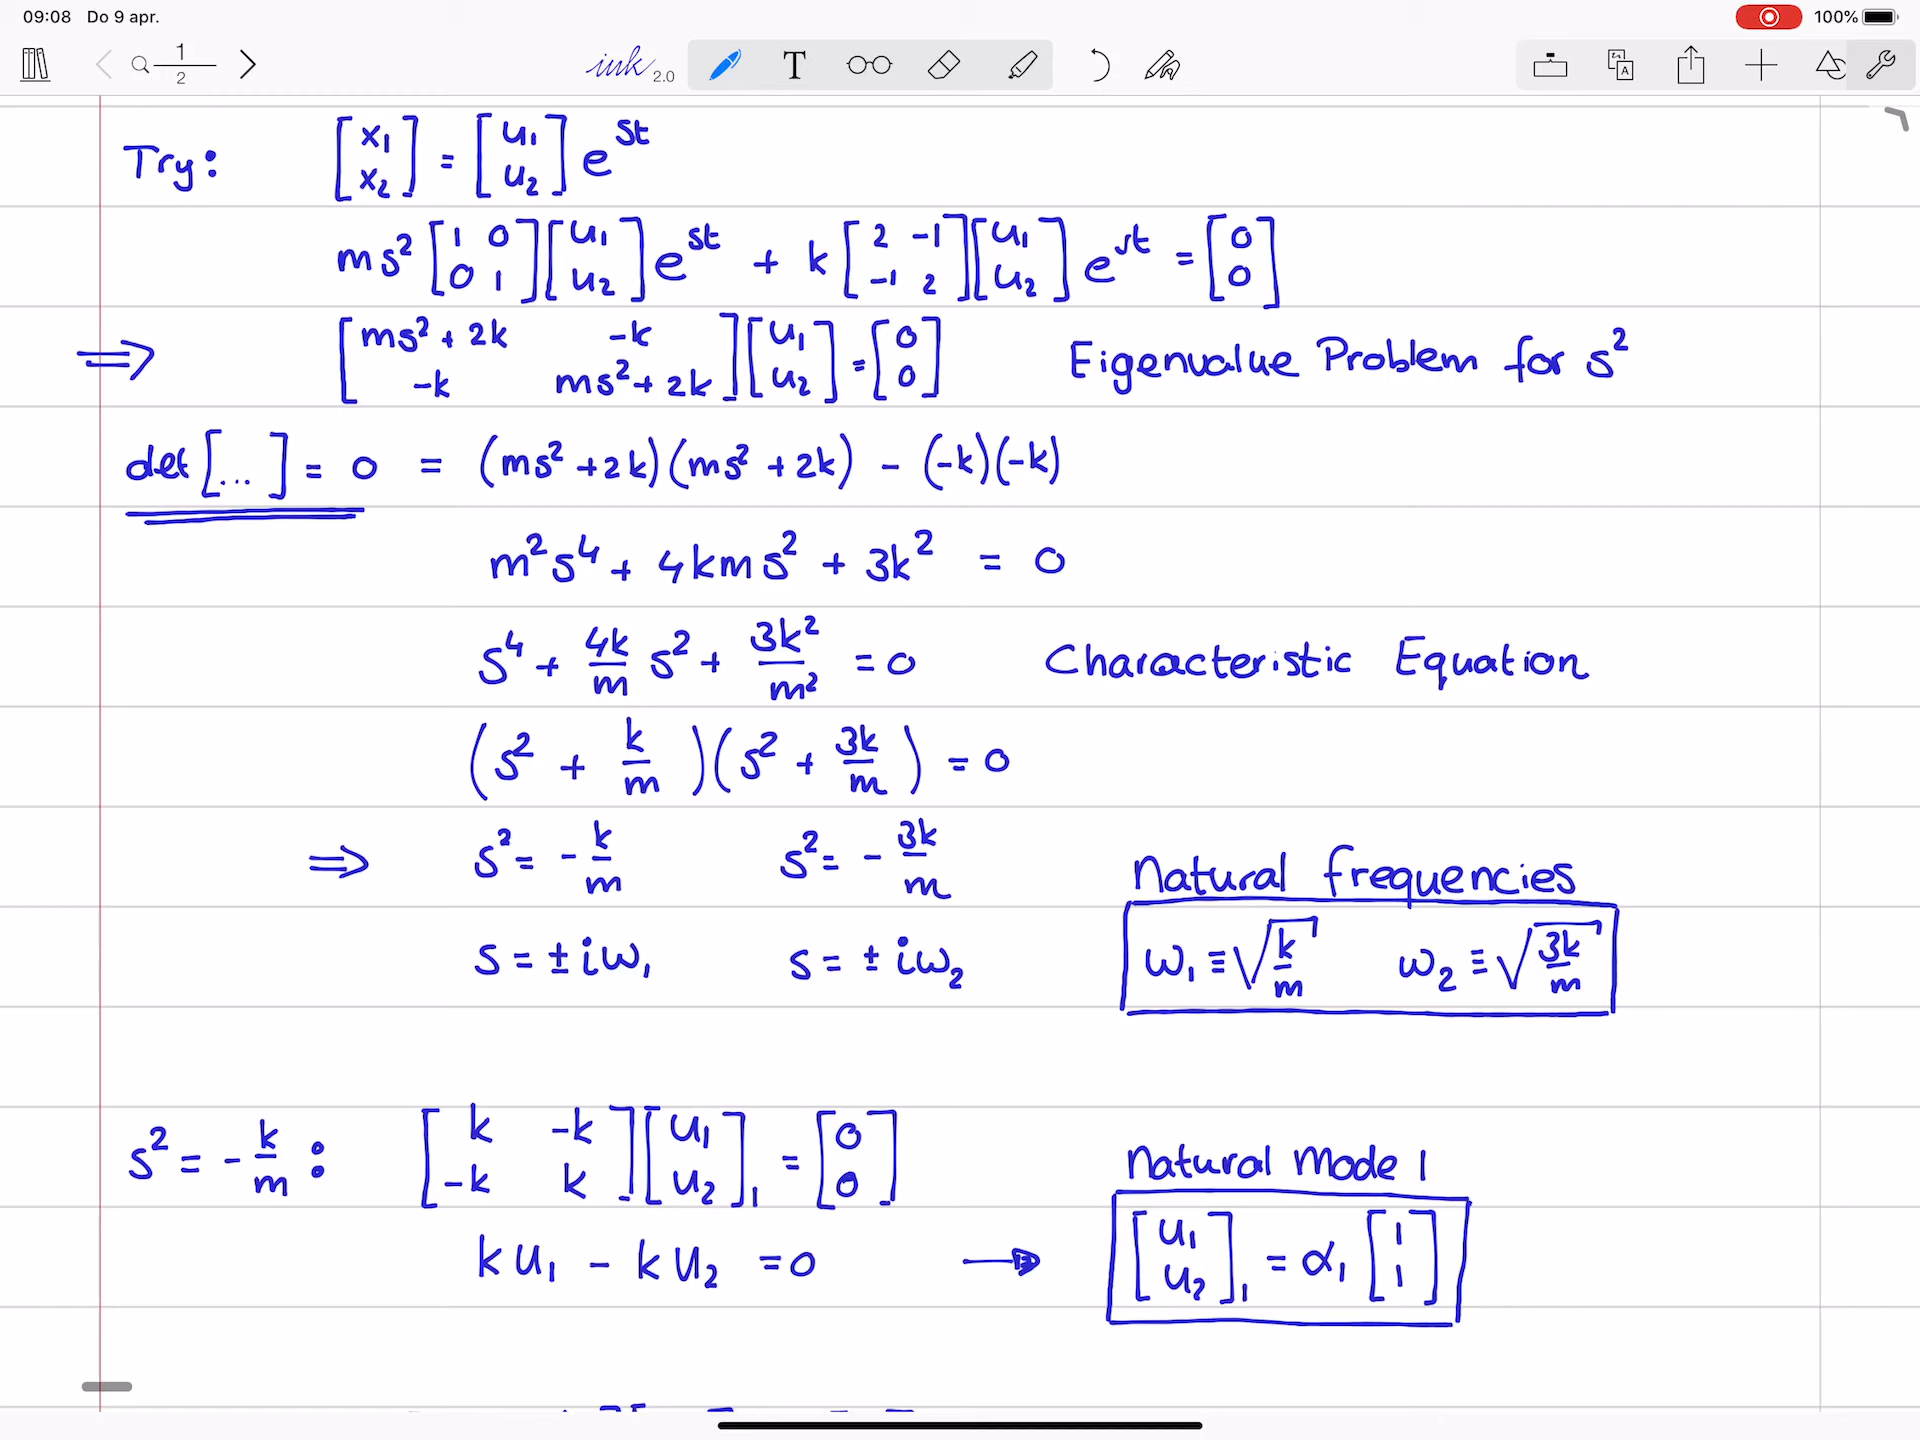 09:08 Do 9 apr. 100%
1/2 ink 2.0 T A
Try: [x₁ x₂] = [u₁ u₂] e^st
ms² [1 0; 0 1] [u₁ u₂] e^st + k [2 -1; -1 2] [u₁ u₂] e^st = [0 0]
⇒ [ms² + 2k -k; -k ms² + 2k] [u₁ u₂] = [0 0] Eigenvalue Problem for s²
det [...] = 0 = (ms² + 2k)(ms² + 2k) - (-k)(-k)
m²s⁴ + 4kms² + 3k² = 0
s⁴ + 4k/m s² + 3k²/m² = 0 Characteristic Equation
(s² + k/m)(s² + 3k/m) = 0
⇒ s² = -k/m s² = -3k/m
Natural frequencies
s = ± iω₁ s = ± iω₂ ω₁ ≡ √(k/m) ω₂ ≡ √(3k/m)
s² = -k/m : [k -k; -k k] [u₁ u₂]₁ = [0 0] Natural Mode 1
k u₁ - k u₂ = 0 → [u₁ u₂]₁ = α₁ [1 1]